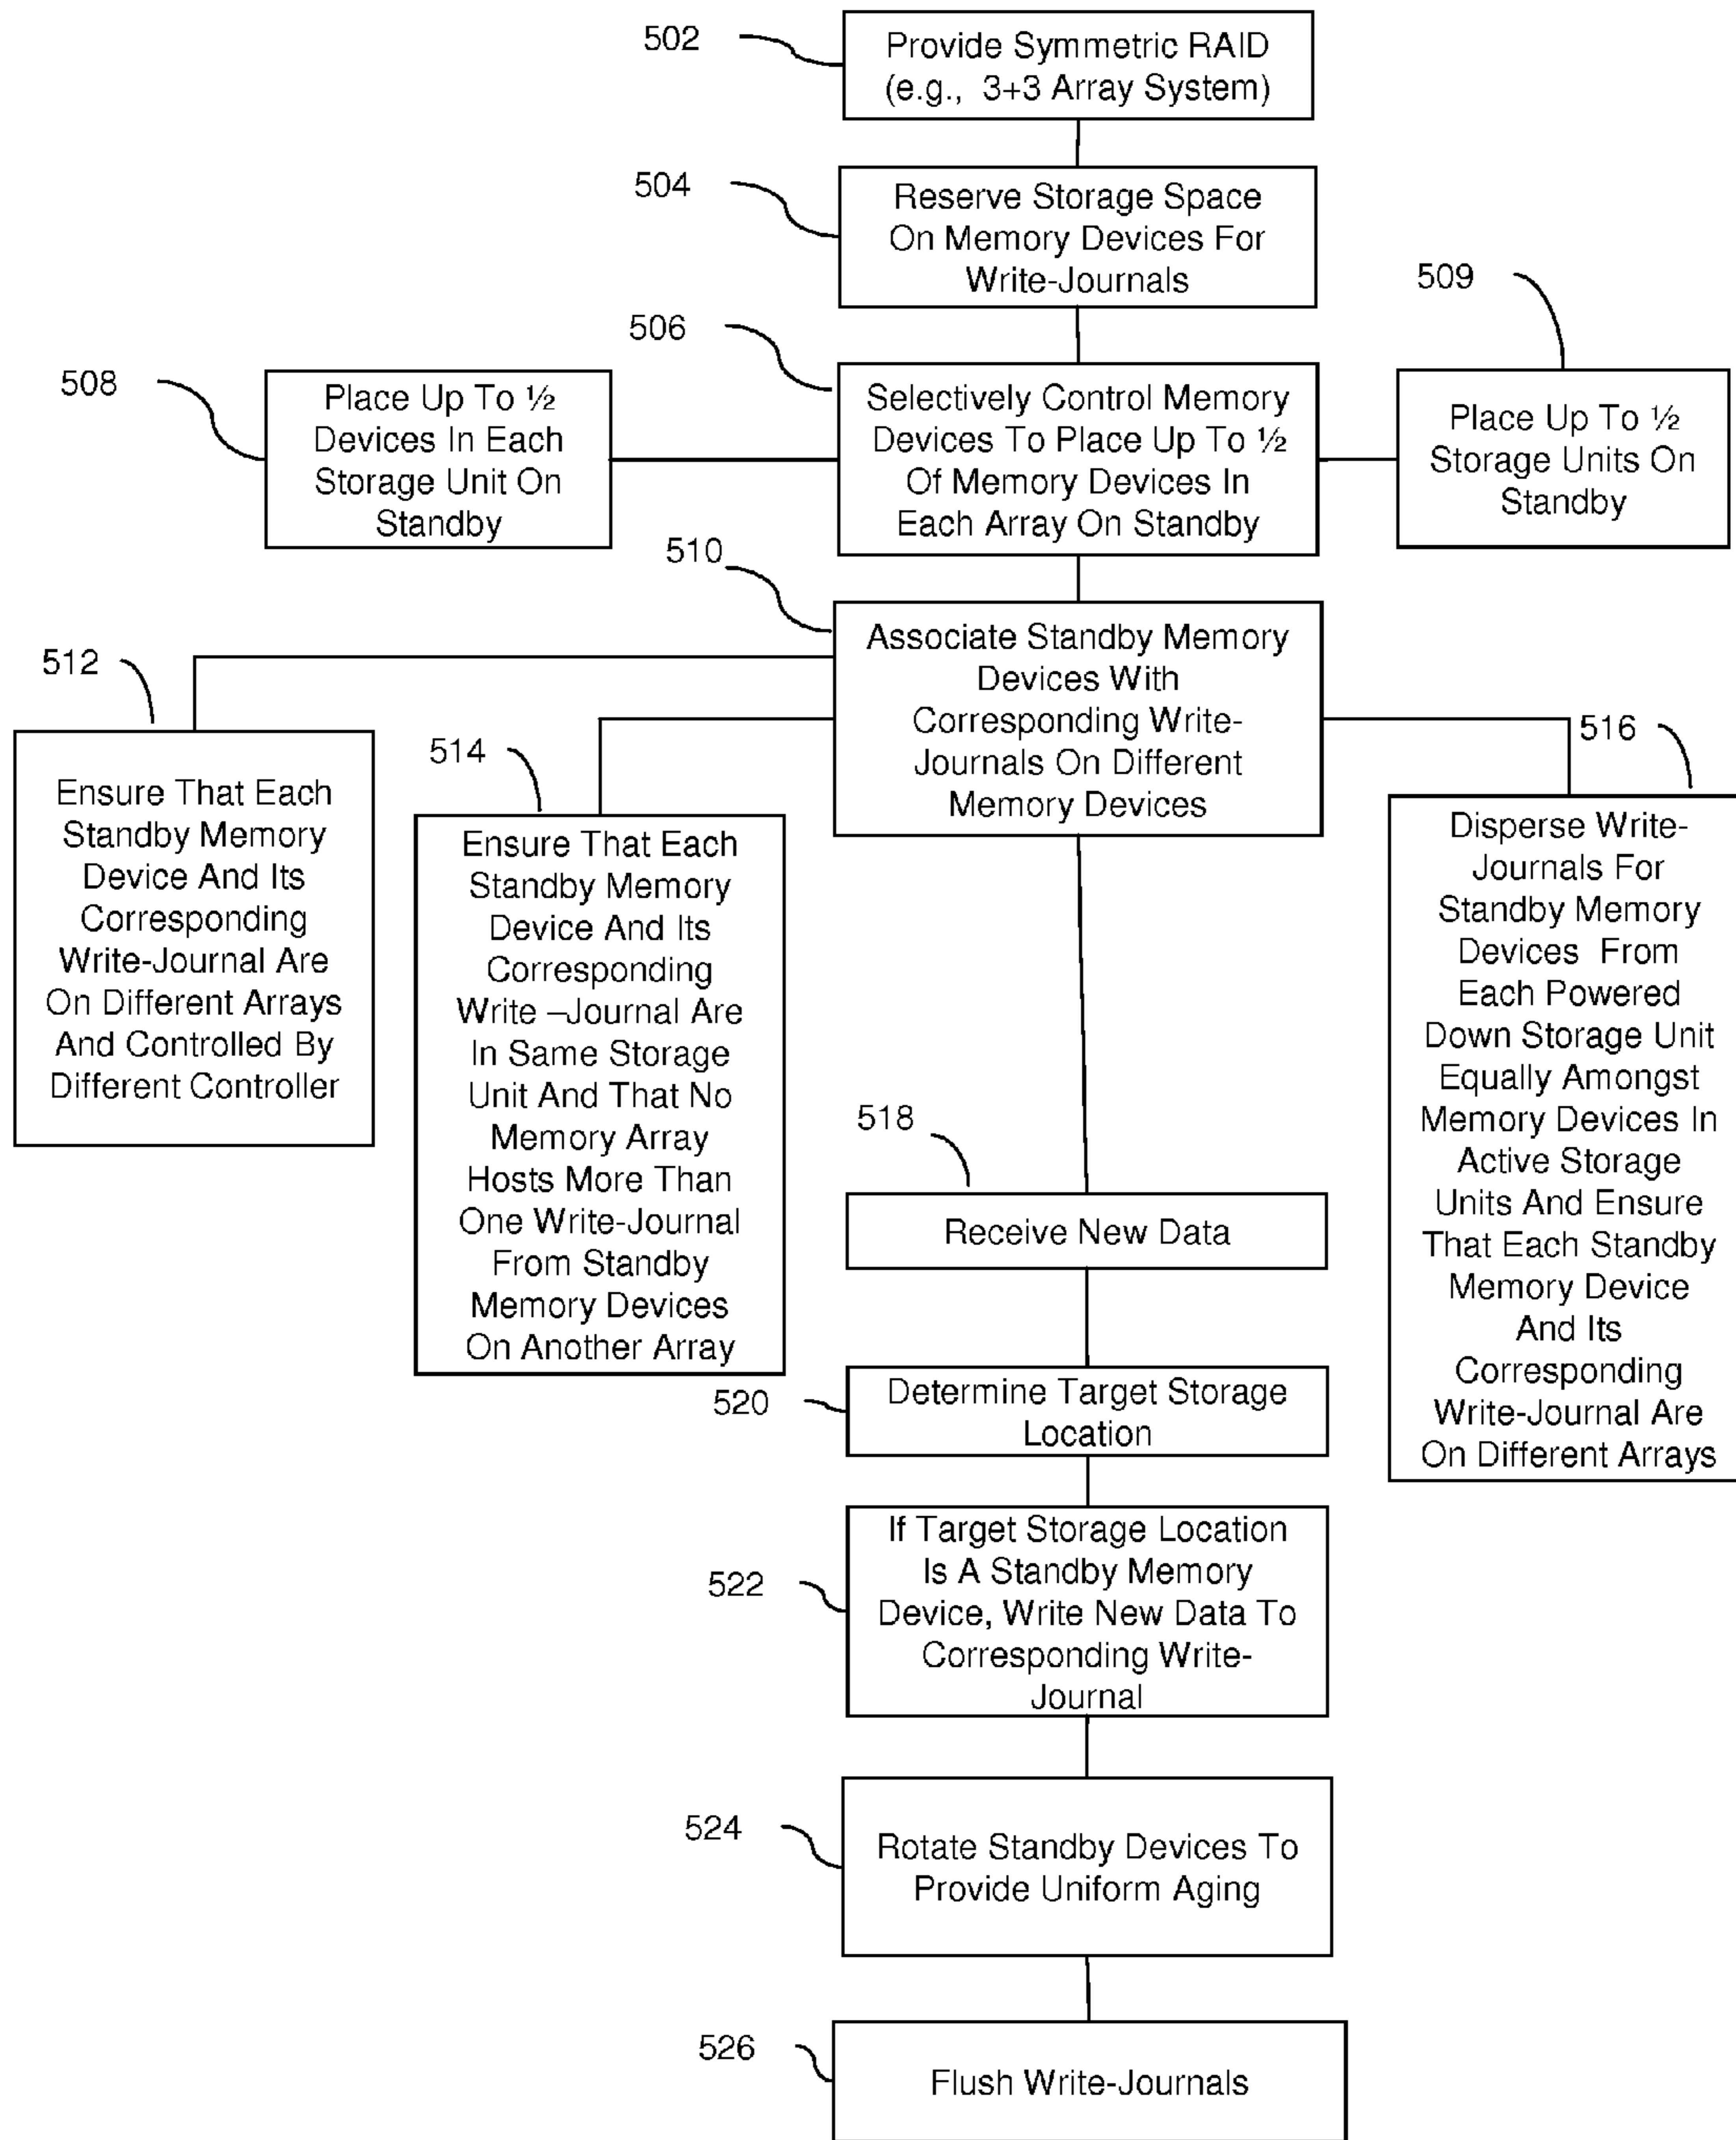 502
Provide Symmetric RAID
(e.g., 3+3 Array System)
504
Reserve Storage Space
On Memory Devices For
Write-Journals
506
Selectively Control Memory
Devices To Place Up To ½
Of Memory Devices In
Each Array On Standby
508
Place Up To ½
Devices In Each
Storage Unit On
Standby
509
Place Up To ½
Storage Units On
Standby
510
Associate Standby Memory
Devices With
Corresponding Write-
Journals On Different
Memory Devices
512
Ensure That Each
Standby Memory
Device And Its
Corresponding
Write-Journal Are
On Different Arrays
And Controlled By
Different Controller
514
Ensure That Each
Standby Memory
Device And Its
Corresponding
Write –Journal Are
In Same Storage
Unit And That No
Memory Array
Hosts More Than
One Write-Journal
From Standby
Memory Devices
On Another Array
516
Disperse Write-
Journals For
Standby Memory
Devices From
Each Powered
Down Storage Unit
Equally Amongst
Memory Devices In
Active Storage
Units And Ensure
That Each Standby
Memory Device
And Its
Corresponding
Write-Journal Are
On Different Arrays
518
Receive New Data
520
Determine Target Storage
Location
522
If Target Storage Location
Is A Standby Memory
Device, Write New Data To
Corresponding Write-
Journal
524
Rotate Standby Devices To
Provide Uniform Aging
526
Flush Write-Journals